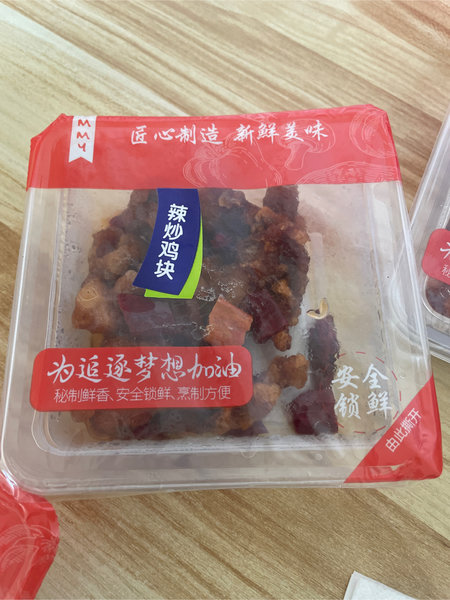 MMY
匠心制造 新鲜美味
辣炒鸡块
为追逐梦想加油
秘制鲜香、安全锁鲜、烹制方便
安全
锁鲜
由此撕开